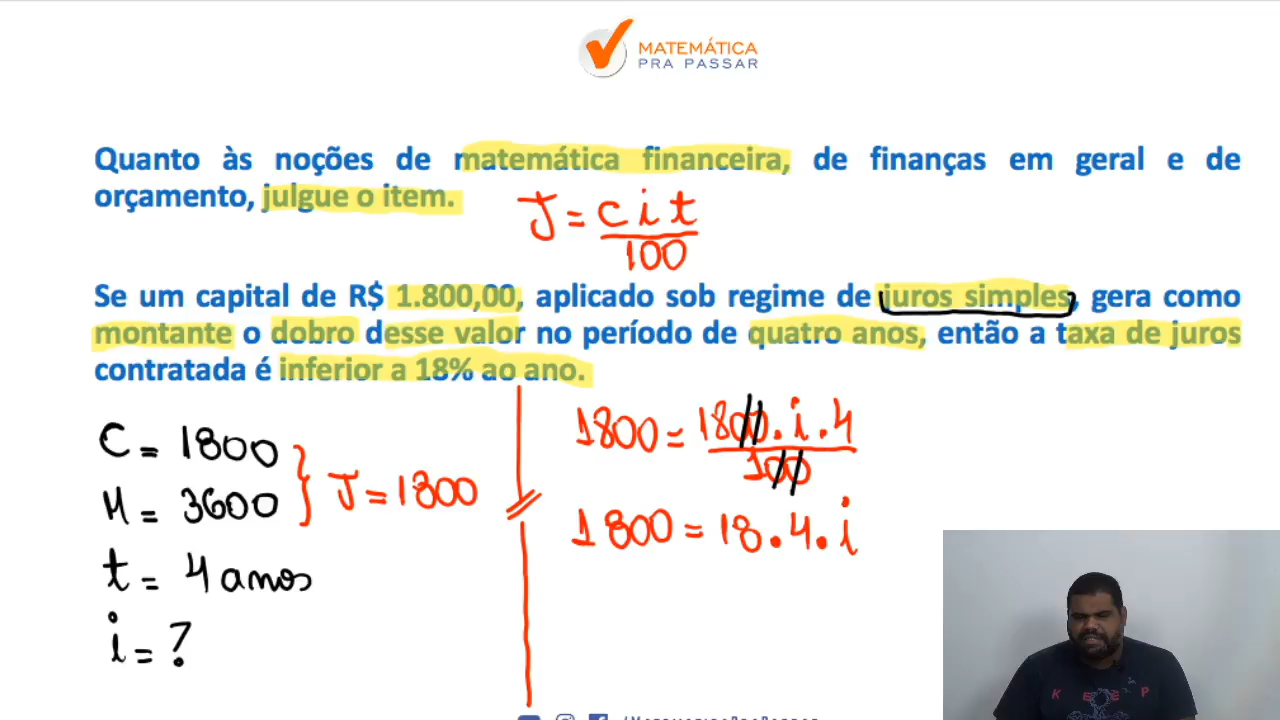 MATEMÁTICA
PRA PASSAR
Quanto às noções de matemática financeira, de finanças em geral e de
orçamento, julgue o item.
J = c i t
100
Se um capital de R$ 1.800,00, aplicado sob regime de juros simples, gera como
montante o dobro desse valor no período de quatro anos, então a taxa de juros
contratada é inferior a 18% ao ano.
C = 1800
M = 3600
J = 1800
t = 4 anos
i = ?
1800 = 1800 . i . 4
100
1800 = 18 . 4 . i
KEEP